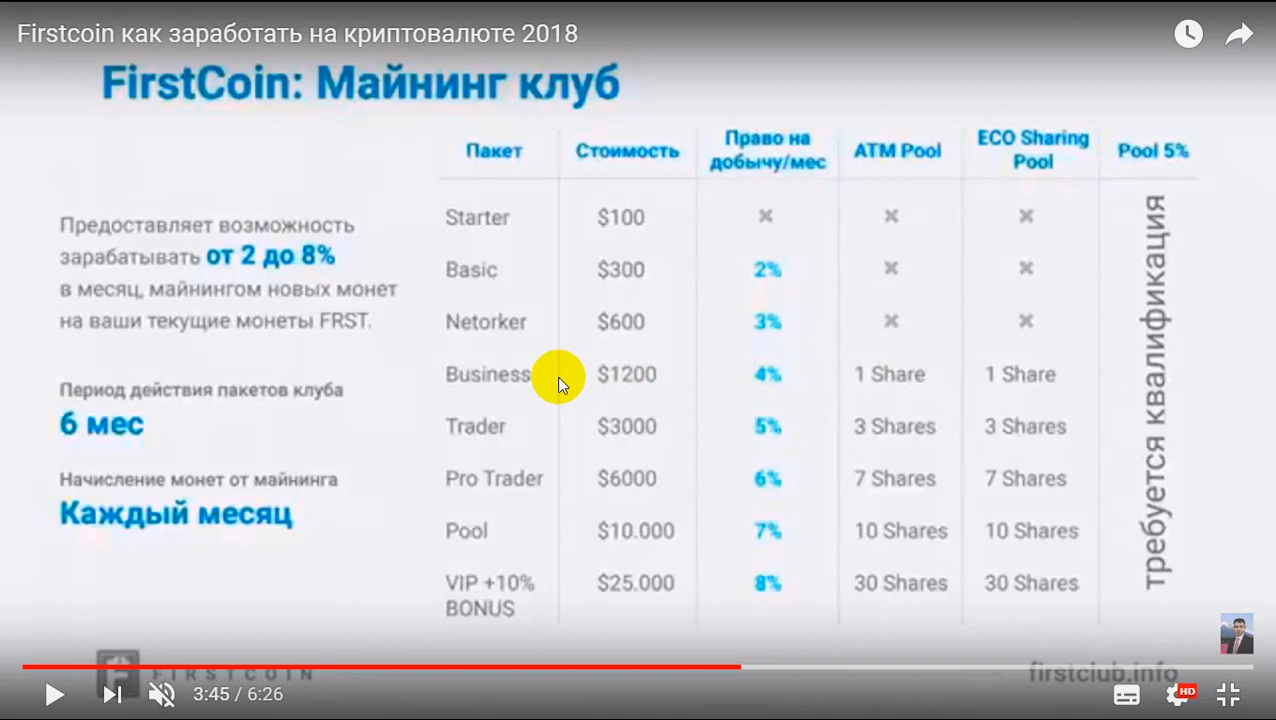 Firstcoin как заработать на криптовалюте 2018
FirstCoin: Майнинг клуб
Предоставляет возможность
зарабатывать от 2 до 8%
в месяц, майнингом новых монет
на ваши текущие монеты FRST.
Период действия пакетов клуба
6 мес
Начисление монет от майнинга
Каждый месяц
Пакет Стоимость Право на добычу/мес ATM Pool ECO Sharing Pool Pool 5%
Starter $100 × × ×
Basic $300 2% × ×
Netorker $600 3% × ×
Business $1200 4% 1 Share 1 Share
Trader $3000 5% 3 Shares 3 Shares
Pro Trader $6000 6% 7 Shares 7 Shares
Pool $10.000 7% 10 Shares 10 Shares
VIP +10% BONUS $25.000 8% 30 Shares 30 Shares
требуется квалификация
FIRSTCOIN
firstclub.info
3:45 / 6:26
HD